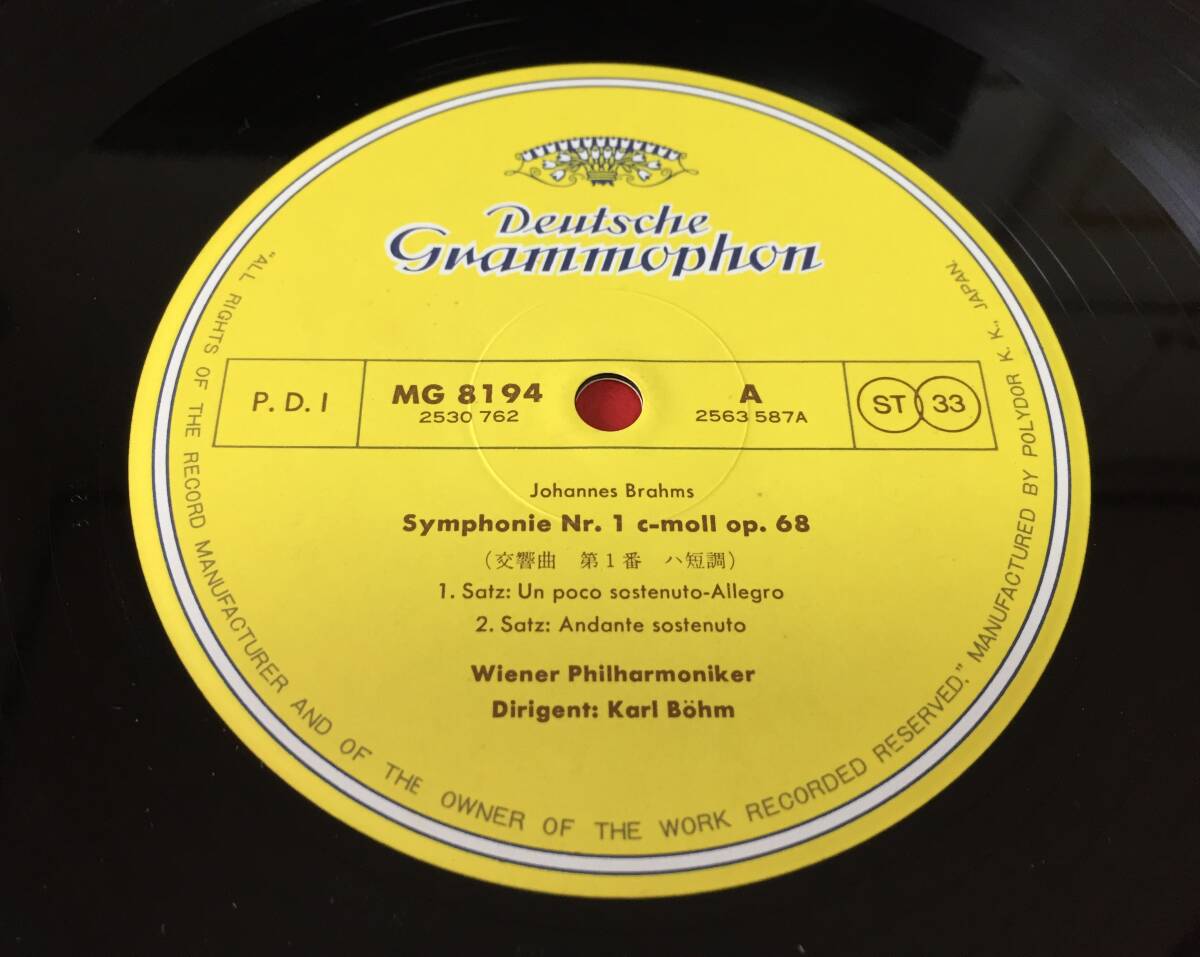 Deutsche
Grammophon
P. D. I
MG 8194
2530 762
A
2563 587A
ST 33
Johannes Brahms
Symphonie Nr. 1 c-moll op. 68
(交響曲 第1番 ハ短調)
1. Satz: Un poco sostenuto-Allegro
2. Satz: Andante sostenuto
Wiener Philharmoniker
Dirigent: Karl Böhm
"ALL RIGHTS OF THE RECORD MANUFACTURER AND OF THE OWNER OF THE WORK RECORDED RESERVED." MANUFACTURED BY POLYDOR K. K., JAPAN.